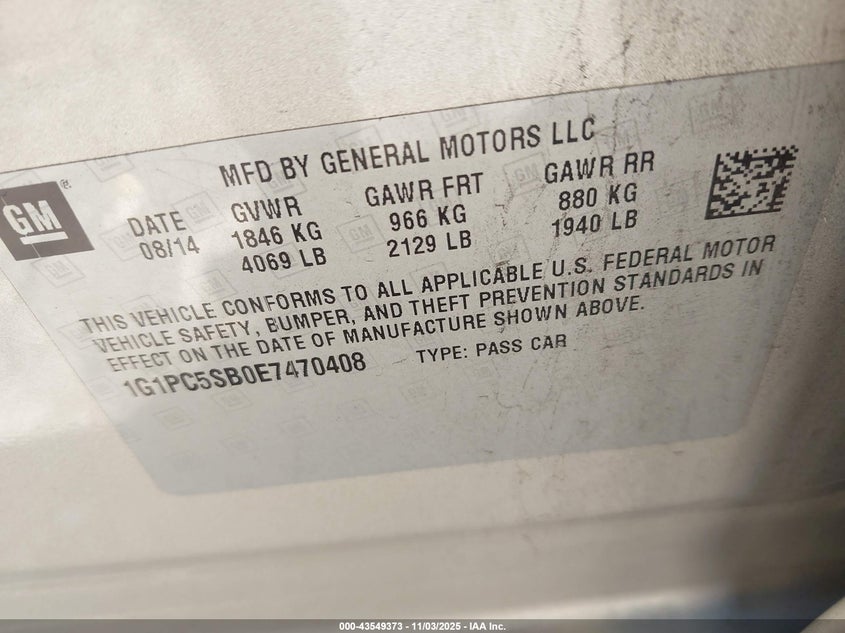 MFD BY GENERAL MOTORS LLC
GM®
DATE GVWR GAWR FRT GAWR RR
08/14 1846 KG 966 KG 880 KG
4069 LB 2129 LB 1940 LB
THIS VEHICLE CONFORMS TO ALL APPLICABLE U.S. FEDERAL MOTOR
VEHICLE SAFETY, BUMPER, AND THEFT PREVENTION STANDARDS IN
EFFECT ON THE DATE OF MANUFACTURE SHOWN ABOVE.
1G1PC5SB0E7470408 TYPE: PASS CAR
000-43549373 - 11/03/2025 - IAA Inc.